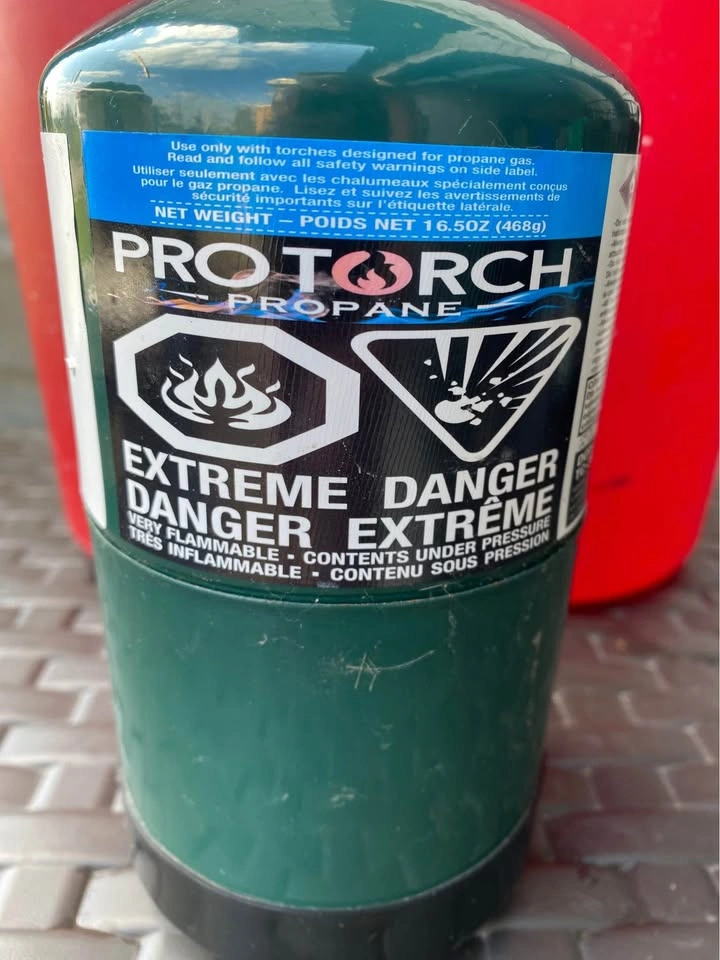 Use only with torches designed for propane gas.
Read and follow all safety warnings on side label.
Utiliser seulement avec les chalumeaux spécialement conçus
pour le gaz propane. Lisez et suivez les avertissements de
sécurité importants sur l'étiquette latérale.
NET WEIGHT – POIDS NET 16.5OZ (468g)
PRO TORCH
PROPANE
EXTREME DANGER
DANGER EXTRÊME
VERY FLAMMABLE - CONTENTS UNDER PRESSURE
TRÈS INFLAMMABLE - CONTENU SOUS PRESSION